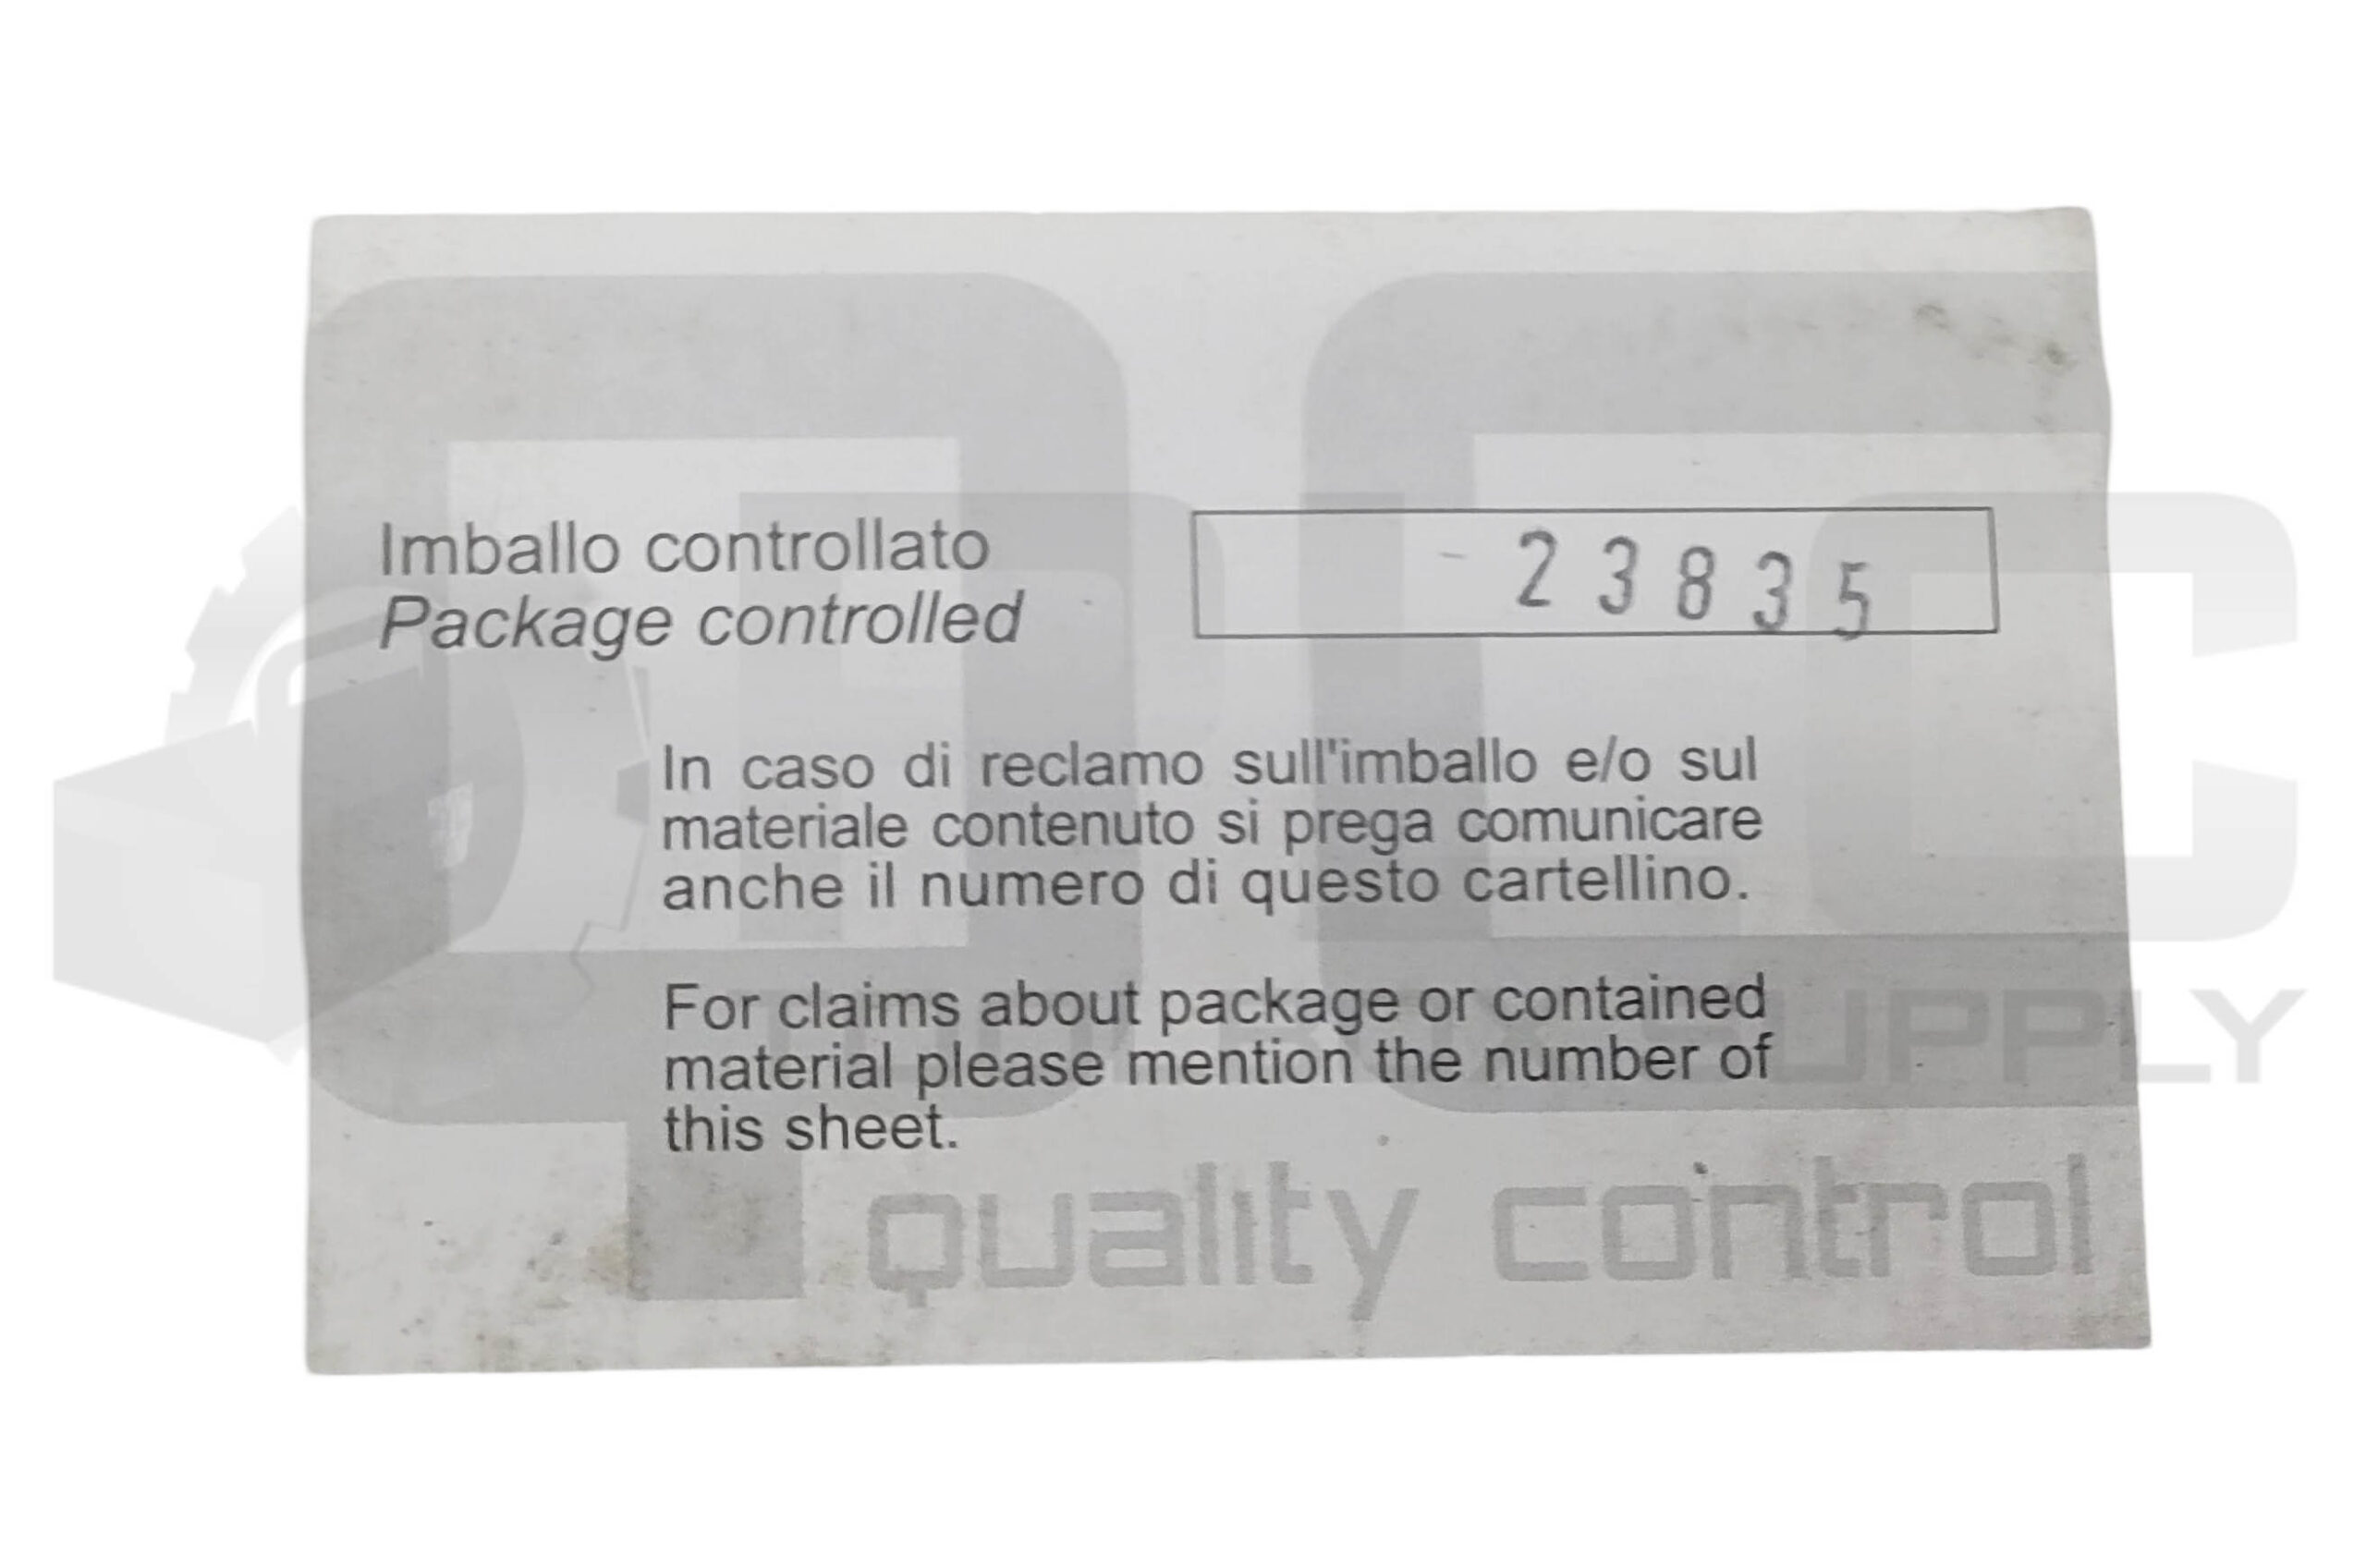 Imballo controllato
Package controlled
- 23835
In caso di reclamo sull'imballo e/o sul
materiale contenuto si prega comunicare
anche il numero di questo cartellino.
For claims about package or contained
material please mention the number of
this sheet.
quality control
SUPPLY